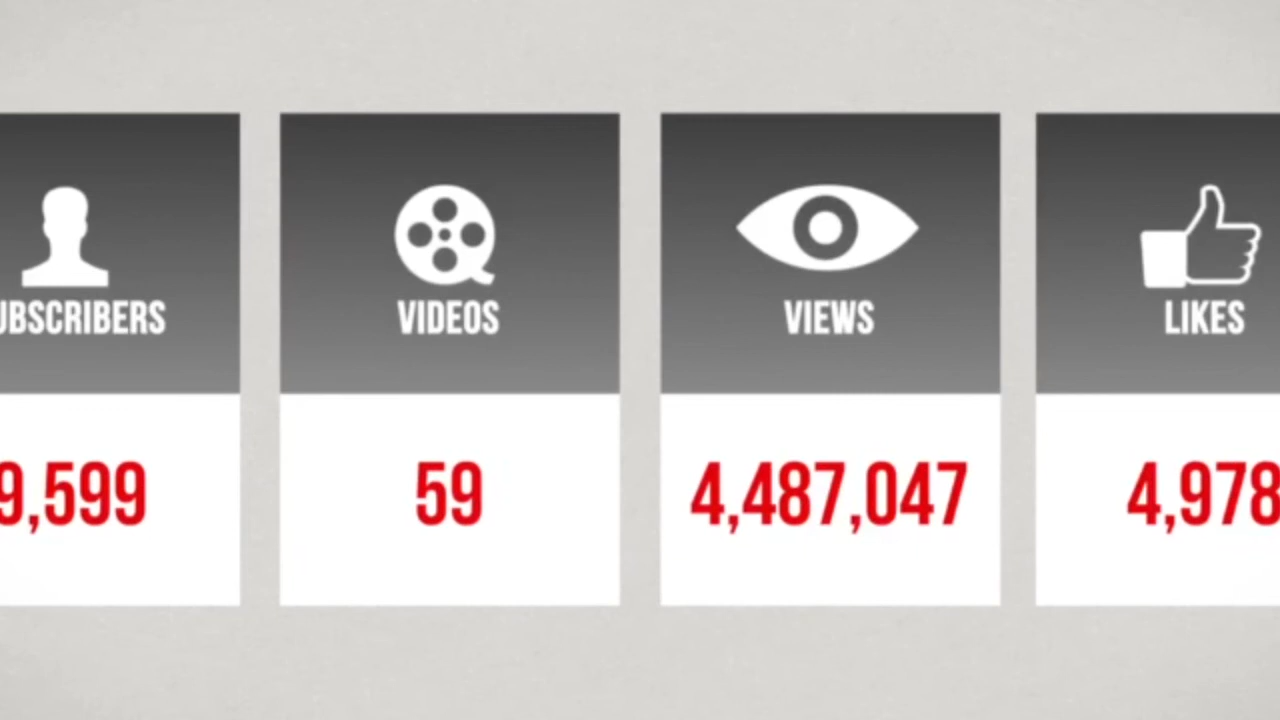 UBSCRIBERS
9,599
VIDEOS
59
VIEWS
4,487,047
LIKES
4,978